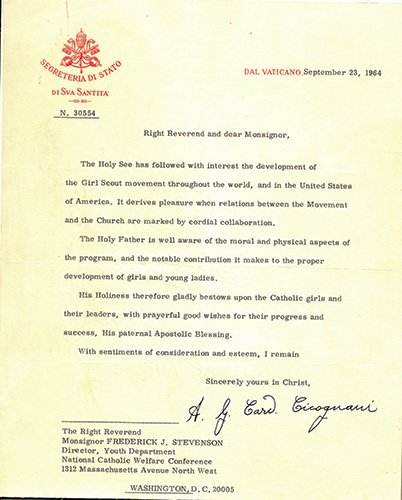 SEGRETERIA DI STATO
DI SVA SANTITA'
N. 30554
DAL VATICANO, September 23, 1964
Right Reverend and dear Monsignor,
The Holy See has followed with interest the development of
the Girl Scout movement throughout the world, and in the United States
of America. It derives pleasure when relations between the Movement
and the Church are marked by cordial collaboration.
The Holy Father is well aware of the moral and physical aspects of
the program, and the notable contribution it makes to the proper
development of girls and young ladies.
His Holiness therefore gladly bestows upon the Catholic girls and
their leaders, with prayerful good wishes for their progress and
success, His paternal Apostolic Blessing.
With sentiments of consideration and esteem, I remain
Sincerely yours in Christ,
A. G. Card. Cicognani
The Right Reverend
Monsignor FREDERICK J. STEVENSON
Director, Youth Department
National Catholic Welfare Conference
1312 Massachusetts Avenue North West
WASHINGTON, D. C. 20005